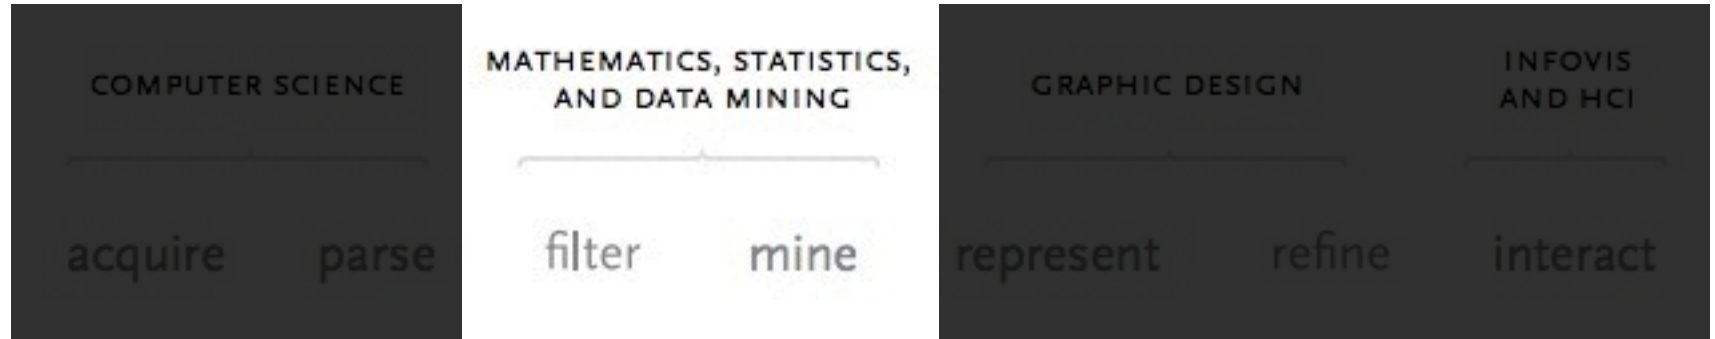 COMPUTER SCIENCE
acquire parse
MATHEMATICS, STATISTICS,
AND DATA MINING
filter mine
GRAPHIC DESIGN
represent refine
INFOVIS
AND HCI
interact